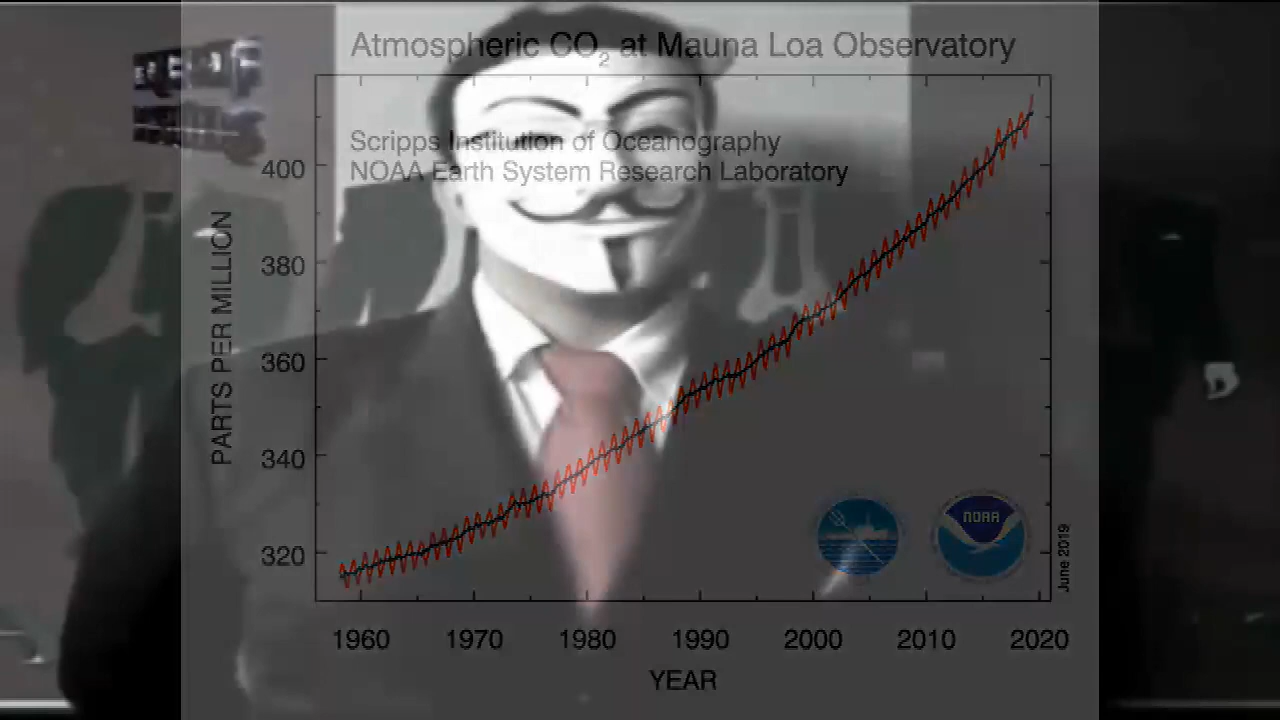 Atmospheric CO2 at Mauna Loa Observatory
Scripps Institution of Oceanography
NOAA Earth System Research Laboratory
PARTS PER MILLION
400
380
360
340
320
NOAA
June 2019
1960 1970 1980 1990 2000 2010 2020
YEAR